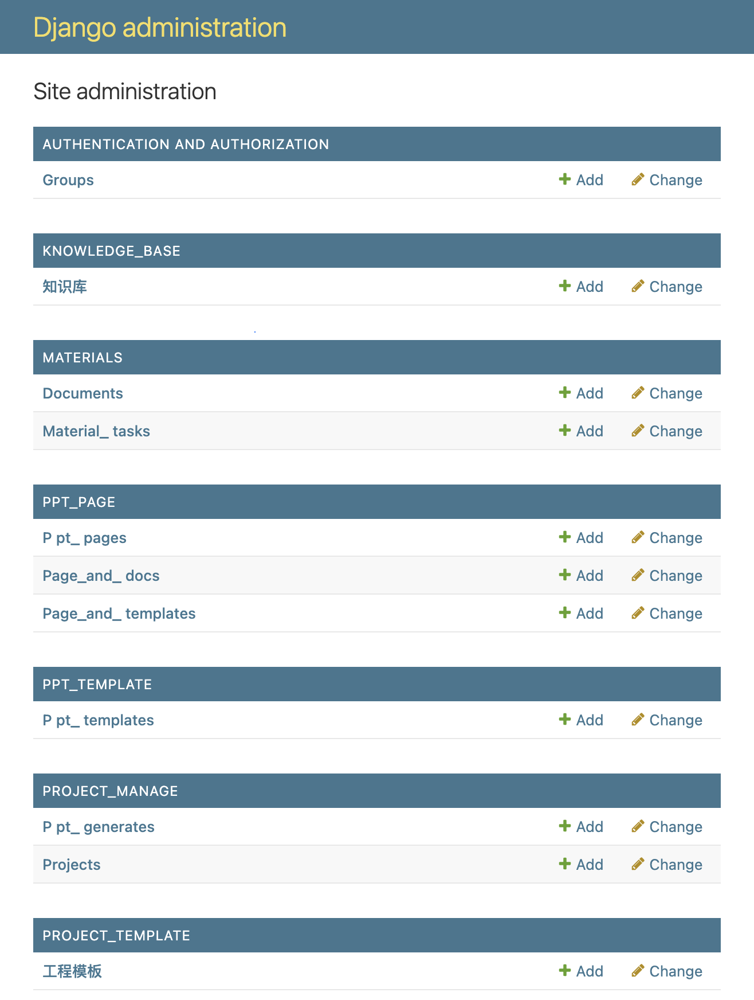 Django administration
Site administration
AUTHENTICATION AND AUTHORIZATION
Groups Add Change
KNOWLEDGE_BASE
知识库 Add Change
MATERIALS
Documents Add Change
Material_ tasks Add Change
PPT_PAGE
P pt_ pages Add Change
Page_and_ docs Add Change
Page_and_ templates Add Change
PPT_TEMPLATE
P pt_ templates Add Change
PROJECT_MANAGE
P pt_ generates Add Change
Projects Add Change
PROJECT_TEMPLATE
工程模板 Add Change